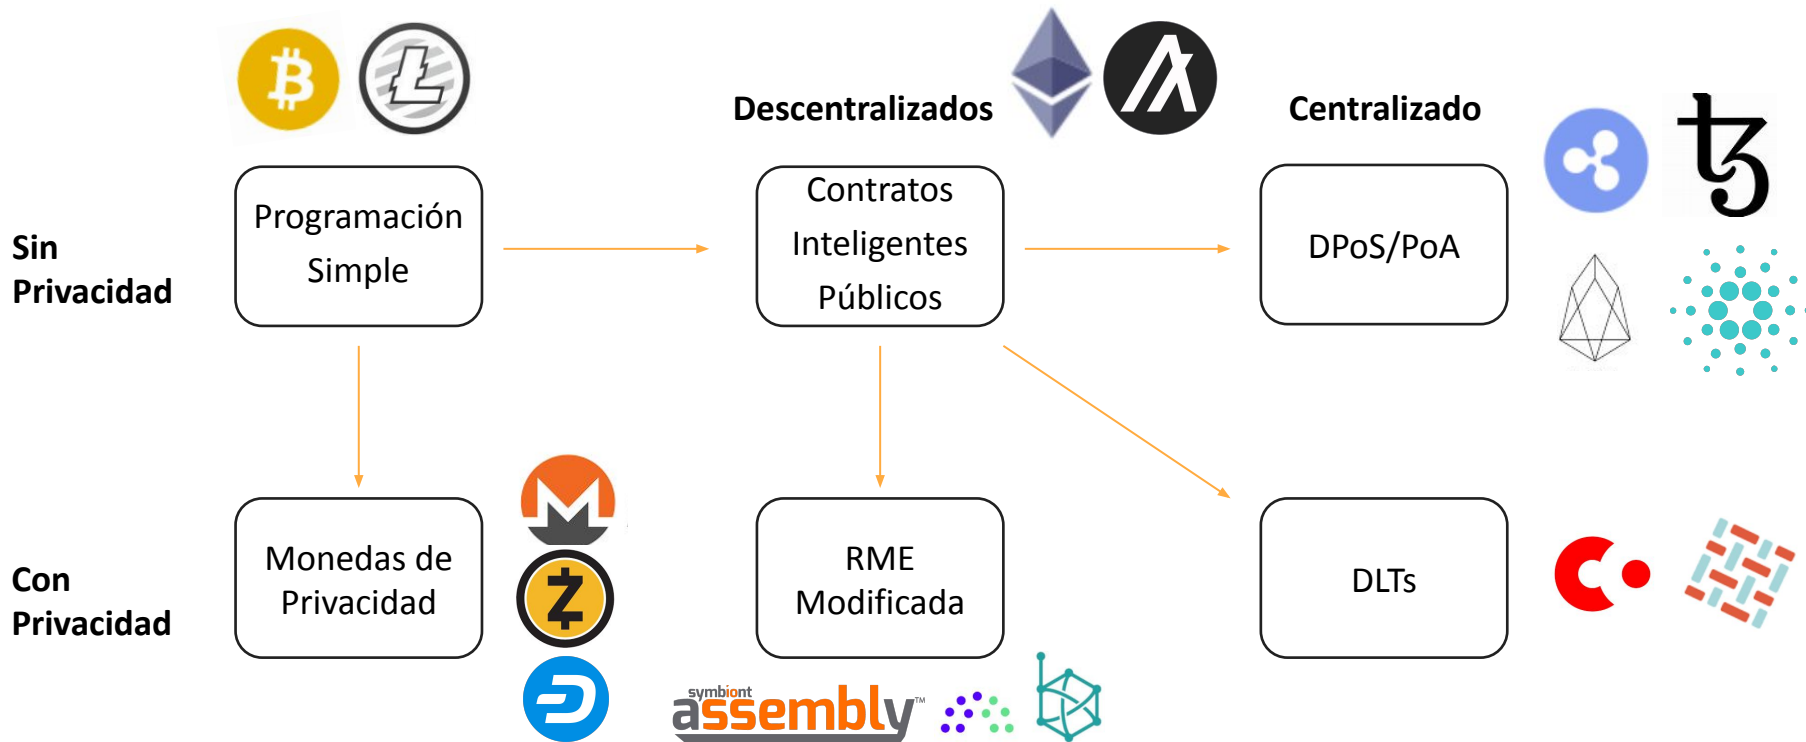 Descentralizados
Centralizado
Sin
Privacidad
Programación
Simple
Contratos
Inteligentes
Públicos
DPoS/PoA
Con
Privacidad
Monedas de
Privacidad
RME
Modificada
DLTs
symbiont
assembly™